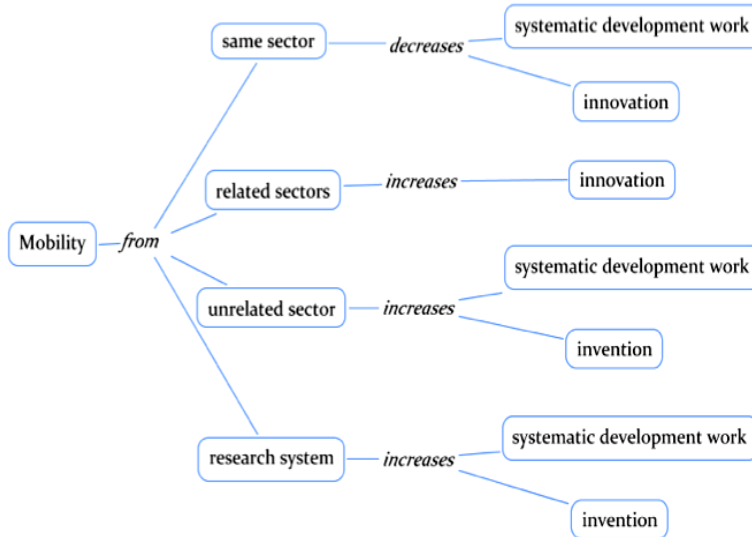 same sector
decreases
systematic development work
innovation
related sectors
increases
innovation
Mobility
from
unrelated sector
increases
systematic development work
invention
research system
increases
systematic development work
invention